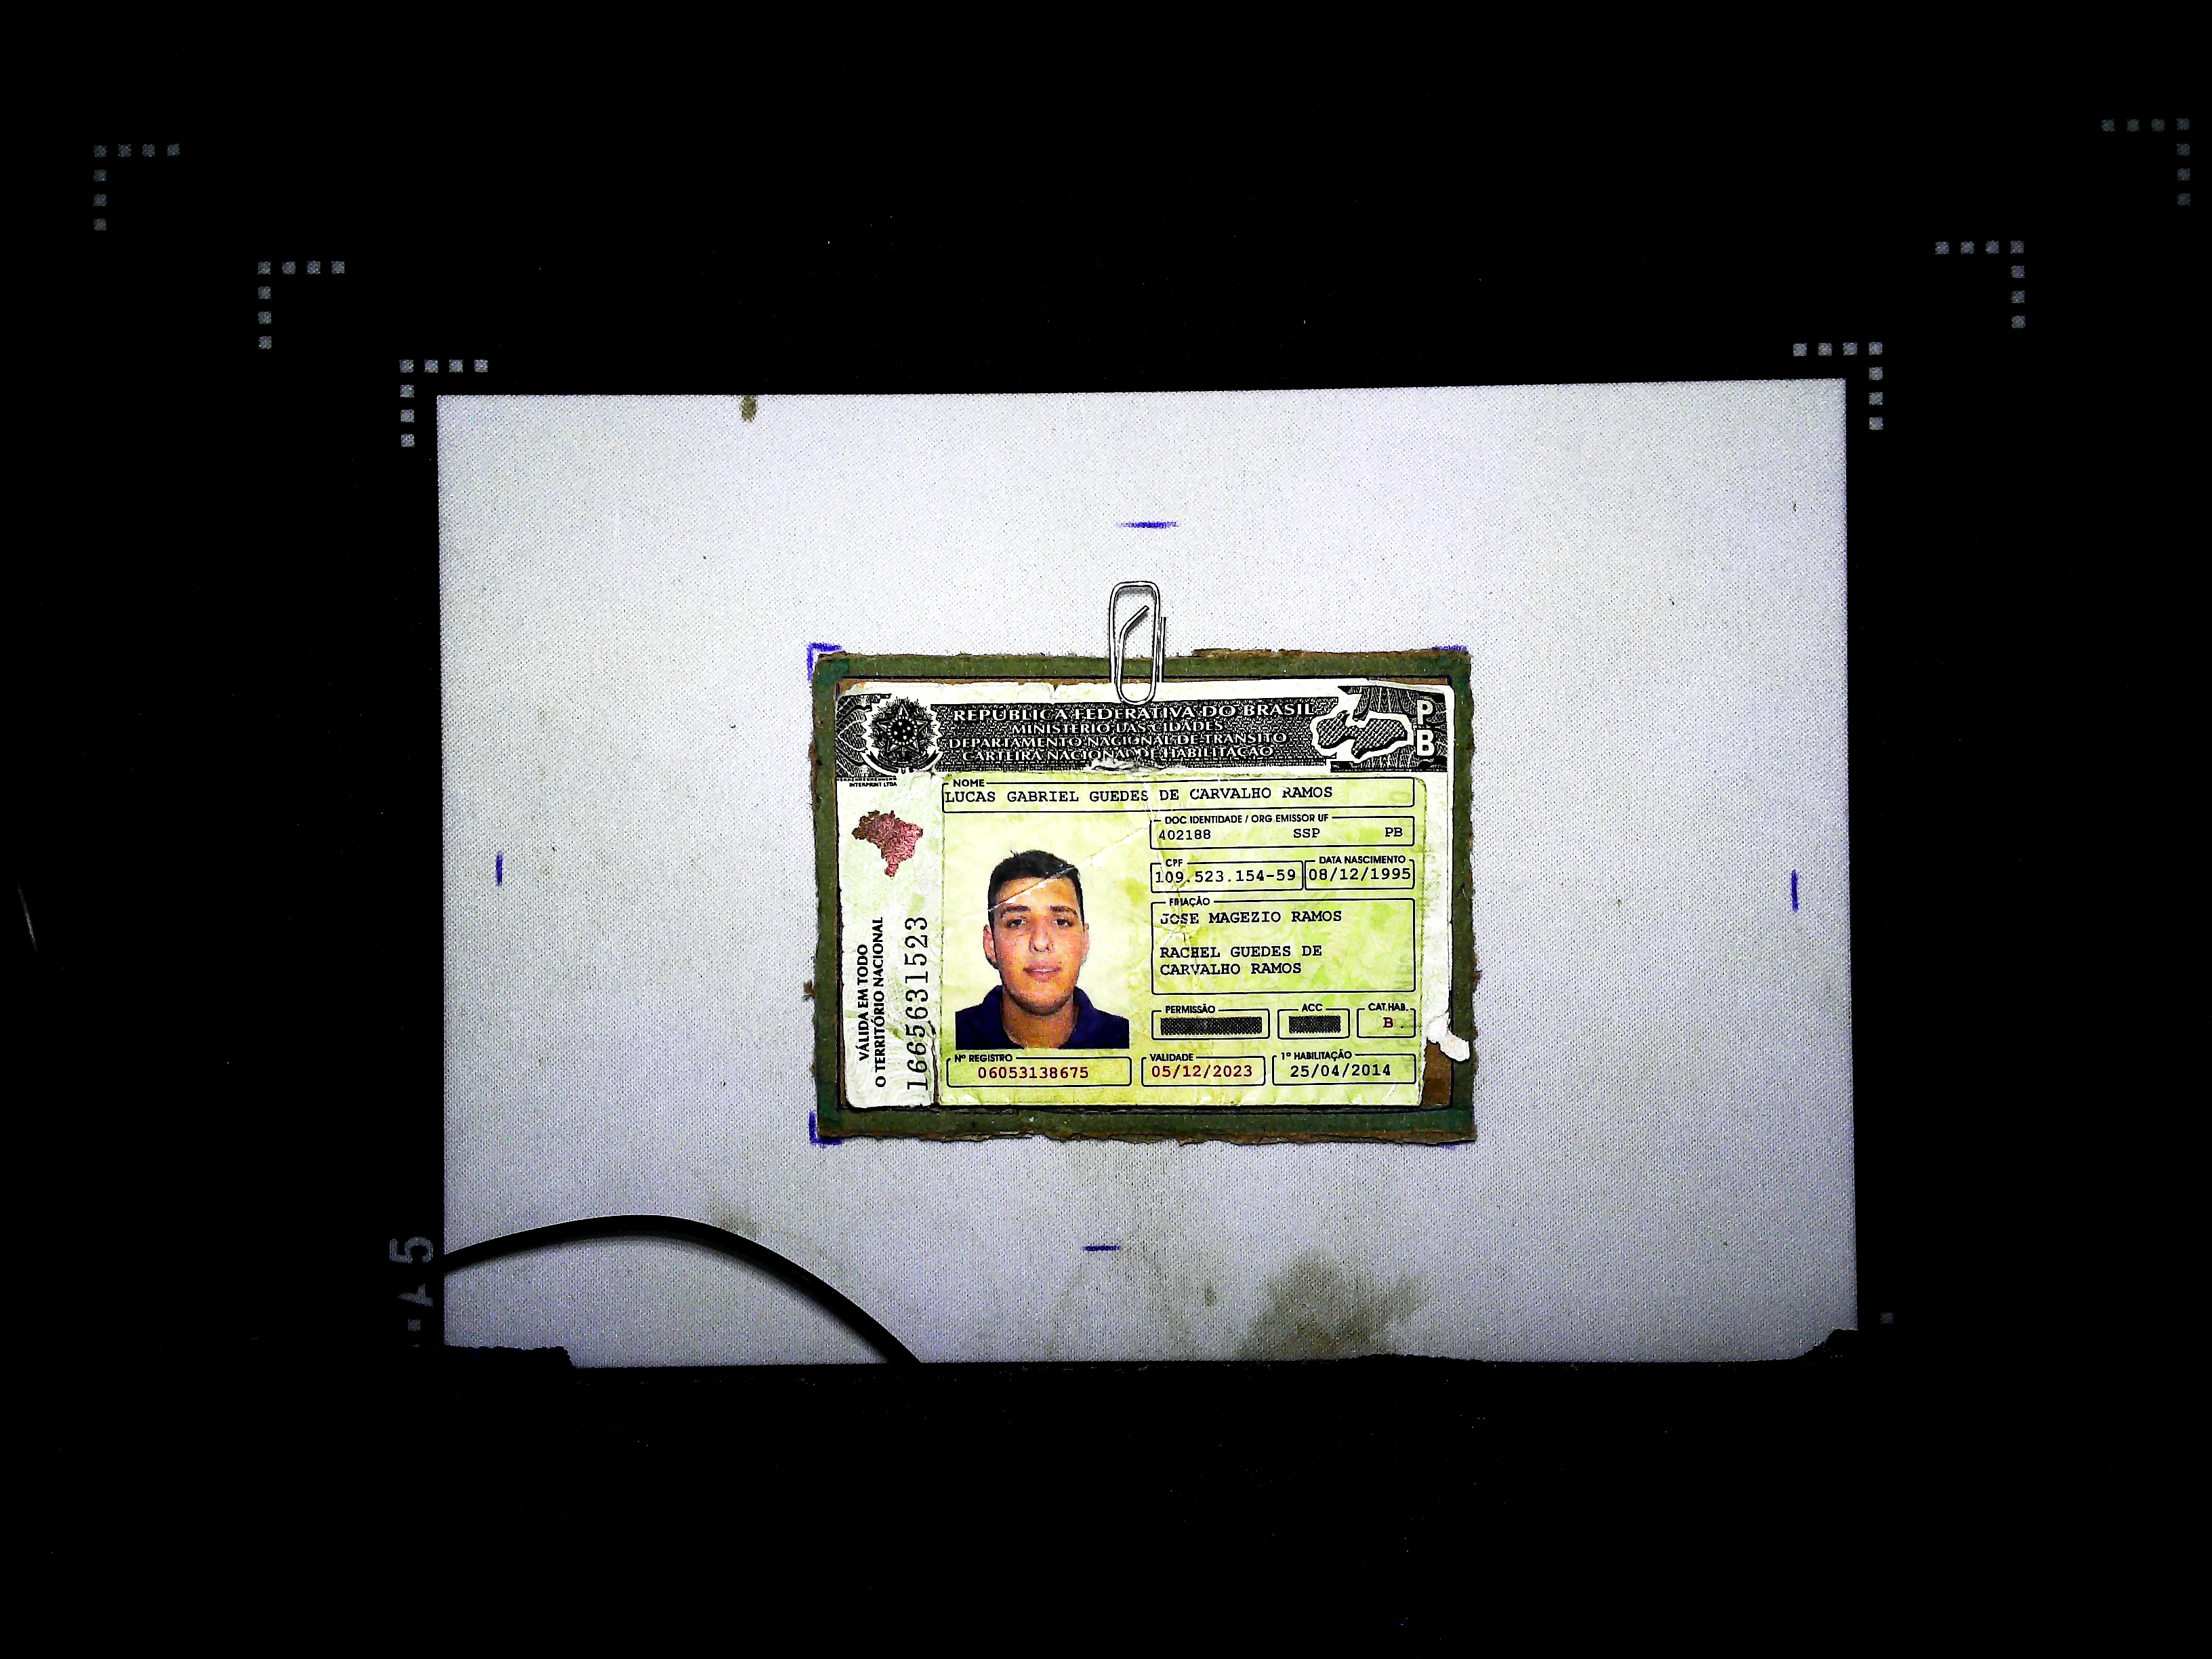 REPÚBLICA FEDERATIVA DO BRASIL
MINISTÉRIO DAS CIDADES
DEPARTAMENTO NACIONAL DE TRÂNSITO
CARTEIRA NACIONAL DE HABILITAÇÃO
P
B
INTERPRINT LTDA
NOME
LUCAS GABRIEL GUEDES DE CARVALHO RAMOS
DOC IDENTIDADE / ORG EMISSOR UF
402188 SSP PB
CPF DATA NASCIMENTO
109.523.154-59 08/12/1995
FILIAÇÃO
JOSE MAGEZIO RAMOS
RACHEL GUEDES DE
CARVALHO RAMOS
PERMISSÃO ACC CAT.HAB.
B
Nº REGISTRO VALIDADE 1ª HABILITAÇÃO
06053138675 05/12/2023 25/04/2014
VÁLIDA EM TODO
O TERRITÓRIO NACIONAL
1665631523
A5